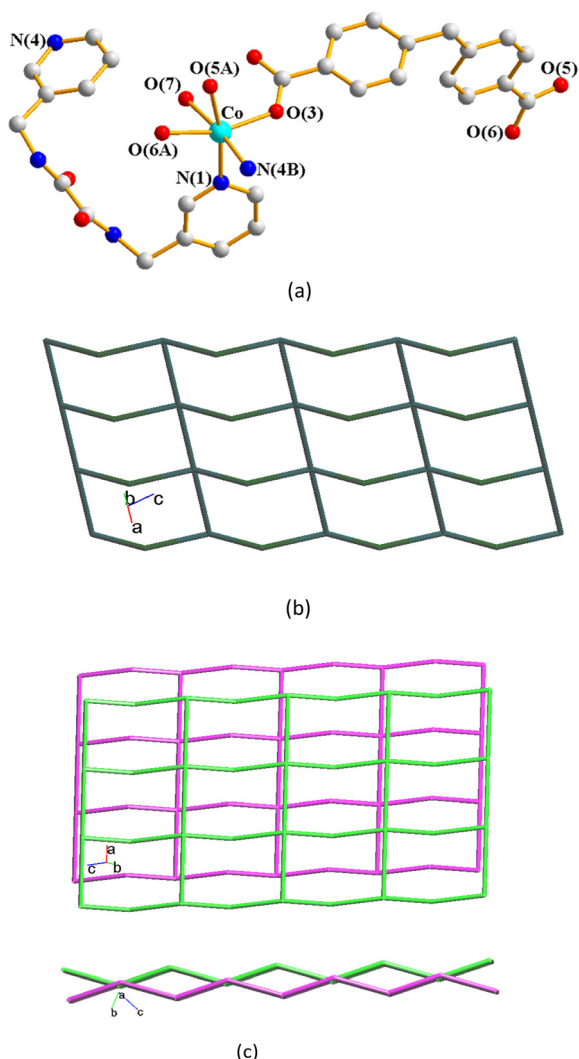 N(4)
O(5A)
O(7)
Co
O(3)
O(5)
O(6)
O(6A)
N(1)
N(4B)
(a)
b
c
a
(b)
a
c
b
a
b
c
(c)